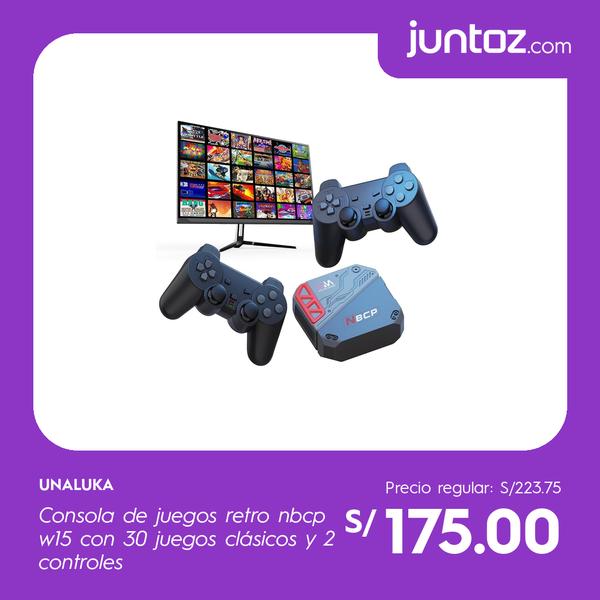 juntoz.com
NBCP
UNALUKA
Precio regular: S/223.75
Consola de juegos retro nbcp
w15 con 30 juegos clásicos y 2
controles
S/ 175.00